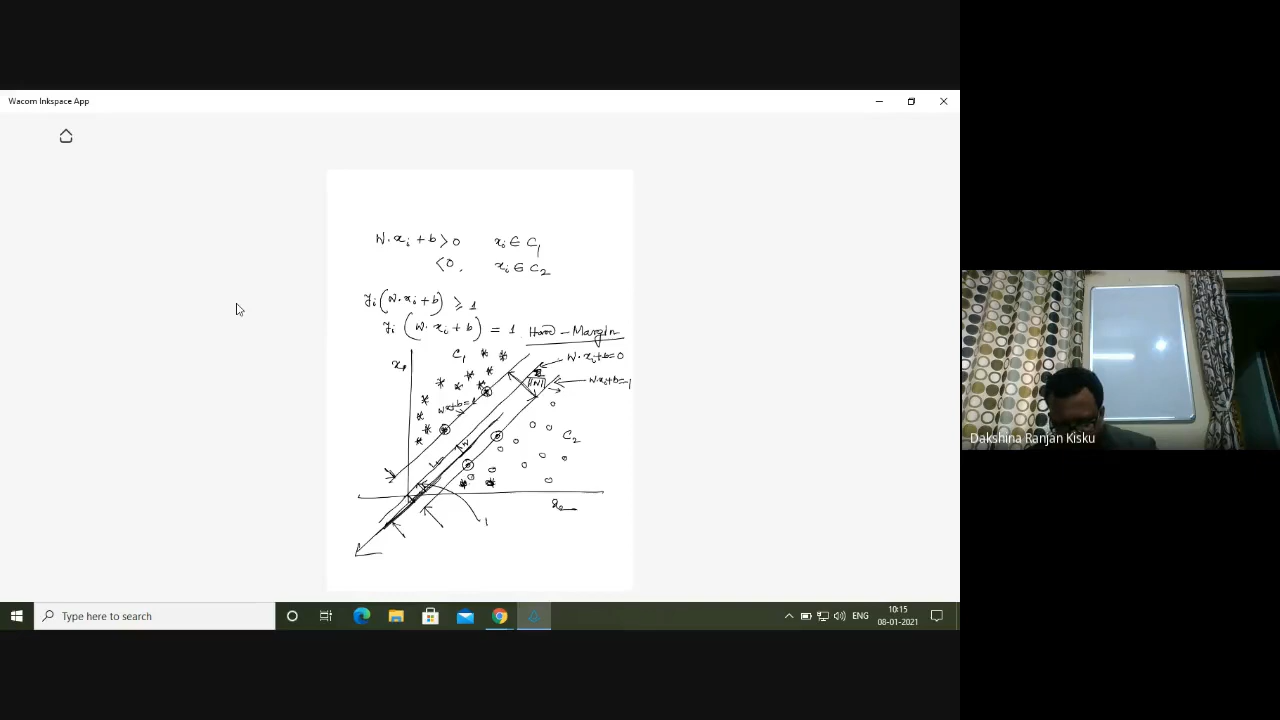 Wacom Inkspace App
W·xᵢ + b > 0 xᵢ ∈ C₁
< 0, xᵢ ∈ C₂
yᵢ(W·xᵢ + b) ≥ 1
yᵢ(W·xᵢ + b) = 1 Hard-Margin
C₁
W·xᵢ+b=0
W·xᵢ+b=-1
‖W‖
W·x+b=1
C₂
W
1
Dakshina Ranjan Kisku
Type here to search
ENG
10:15
08-01-2021